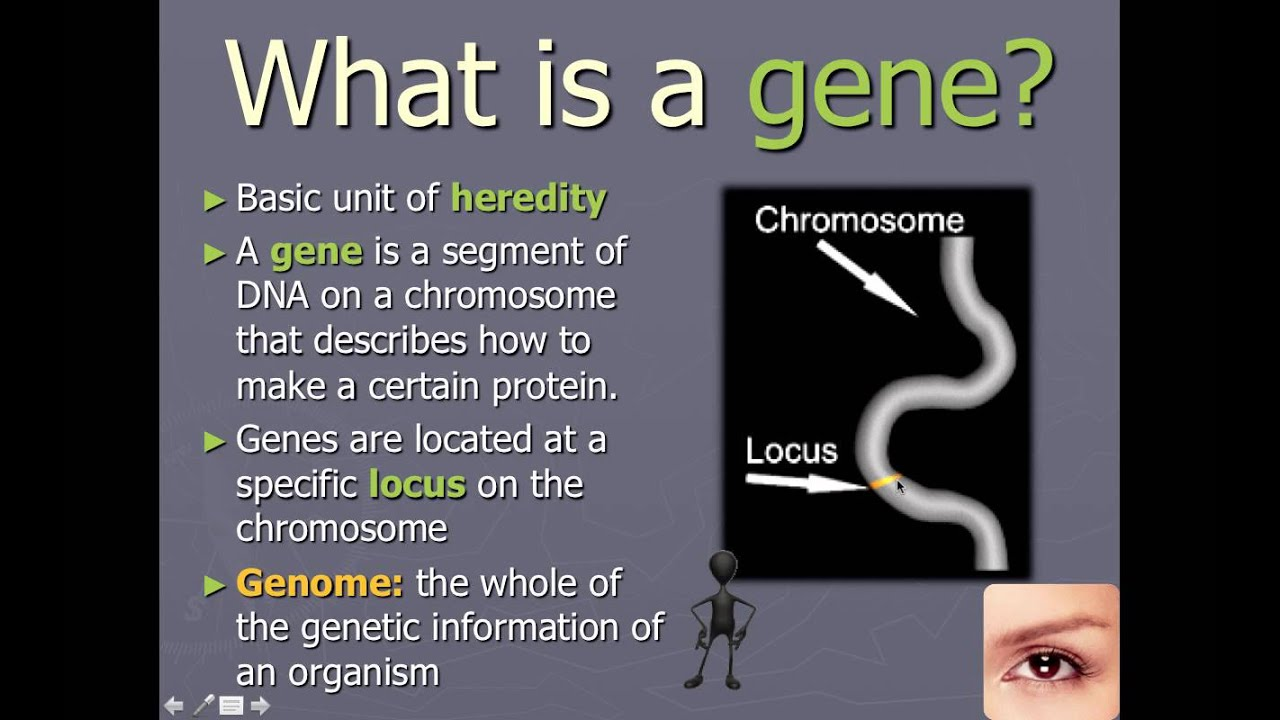 What is a gene?
► Basic unit of heredity
► A gene is a segment of
DNA on a chromosome
that describes how to
make a certain protein.
► Genes are located at a
specific locus on the
chromosome
► Genome: the whole of
the genetic information of
an organism
Chromosome
Locus